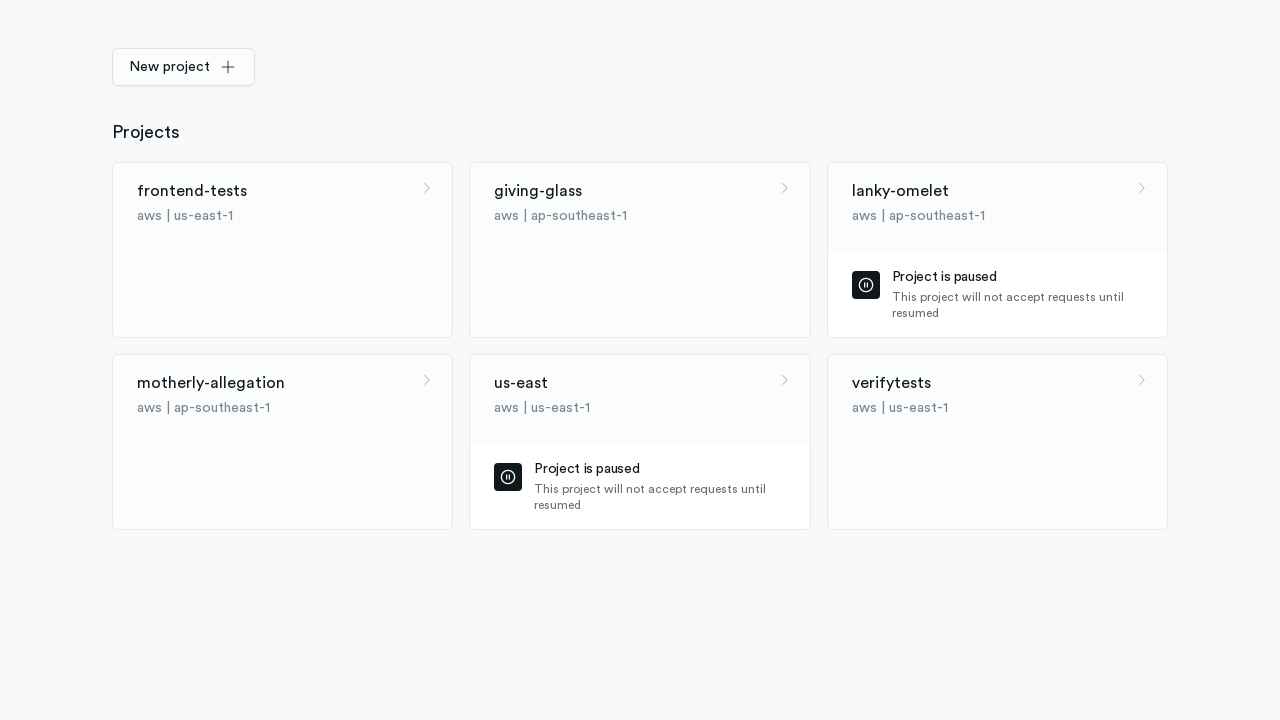 New project
Projects
frontend-tests
aws | us-east-1
giving-glass
aws | ap-southeast-1
lanky-omelet
aws | ap-southeast-1
Project is paused
This project will not accept requests until
resumed
motherly-allegation
aws | ap-southeast-1
us-east
aws | us-east-1
Project is paused
This project will not accept requests until
resumed
verifytests
aws | us-east-1